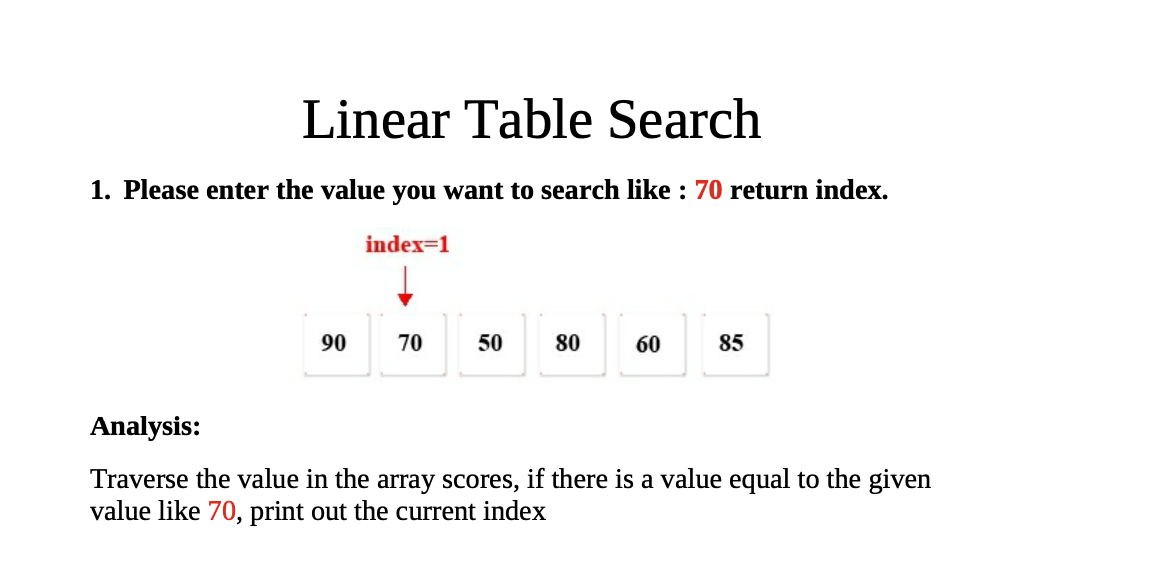 Linear Table Search
1. Please enter the value you want to search like : 70 return index.
index=1
90 70 50 80 60 85
Analysis:
Traverse the value in the array scores, if there is a value equal to the given
value like 70, print out the current index